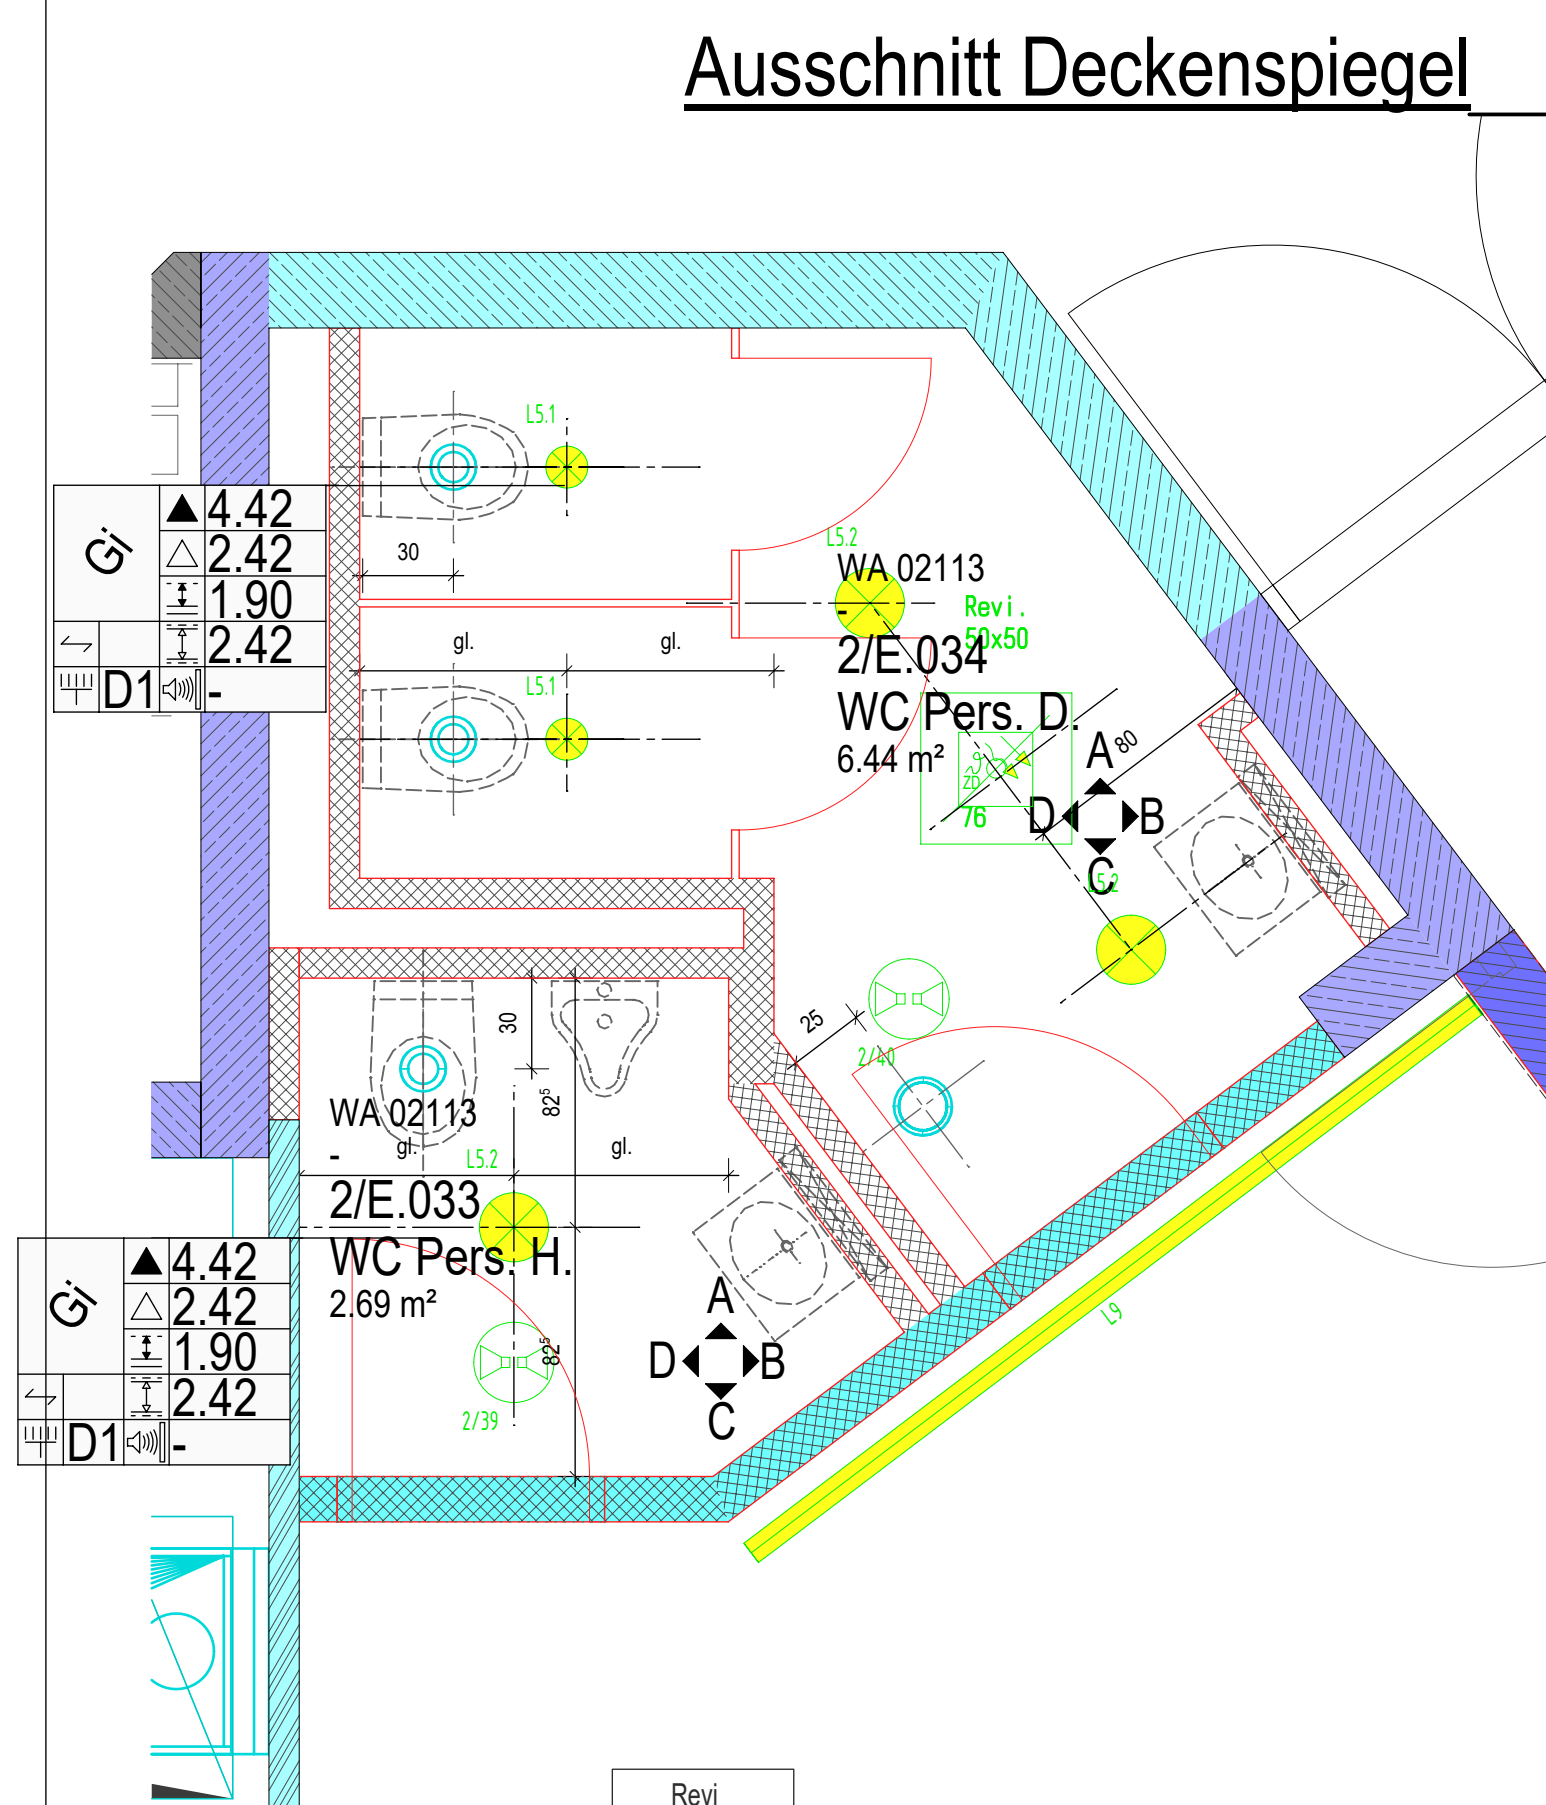 Ausschnitt Deckenspiegel
L5.1
Gi
4.42
2.42
1.90
2.42
D1
-
30
L5.2
WA 02113
-
Revi.
50x50
2/E.034
WC Pers. D.
6.44 m²
gl.
gl.
L5.1
ZD
76
A
80
D
B
C
L5.2
25
2/40
30
82⁵
WA 02113
-
gl.
gl.
L5.2
2/E.033
WC Pers. H.
2.69 m²
Gi
4.42
2.42
1.90
2.42
D1
-
82⁵
2/39
A
D
B
C
L9
Revi